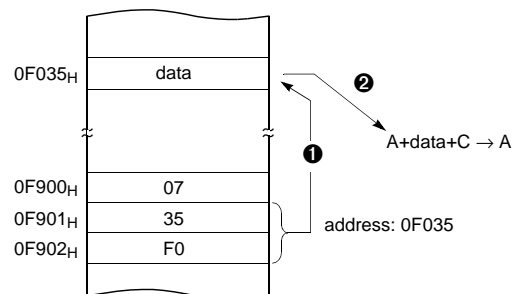 0F035H data
❷
A+data+C → A
❶
0F900H 07
0F901H 35
address: 0F035
0F902H F0